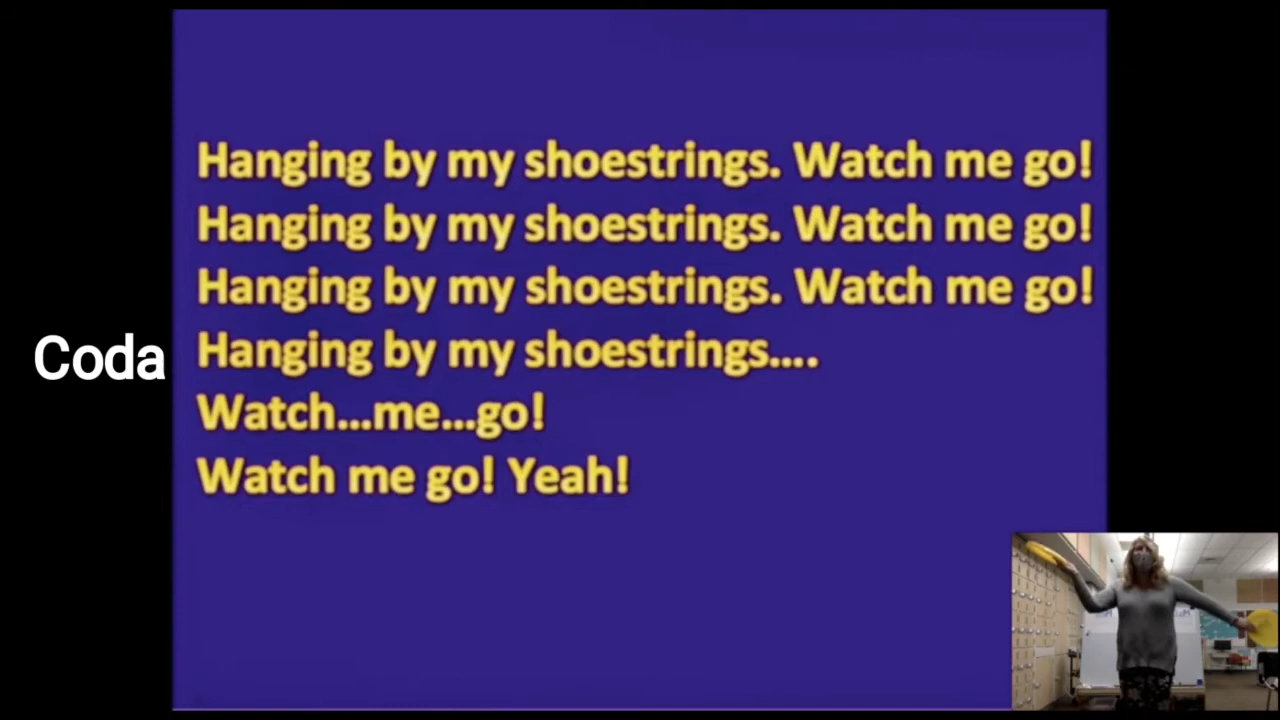 Hanging by my shoestrings. Watch me go!
Hanging by my shoestrings. Watch me go!
Hanging by my shoestrings. Watch me go!
Coda
Hanging by my shoestrings....
Watch...me...go!
Watch me go! Yeah!